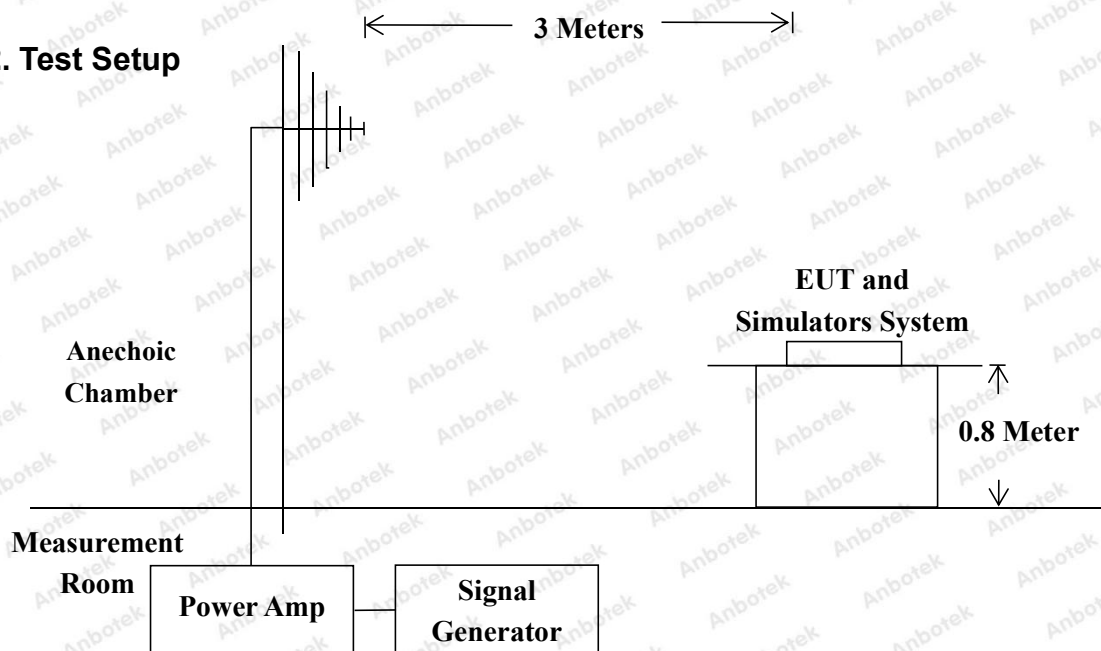 3 Meters
. Test Setup
EUT and
Simulators System
Anechoic
Chamber
0.8 Meter
Measurement
Room
Power Amp
Signal
Generator
Anbotek